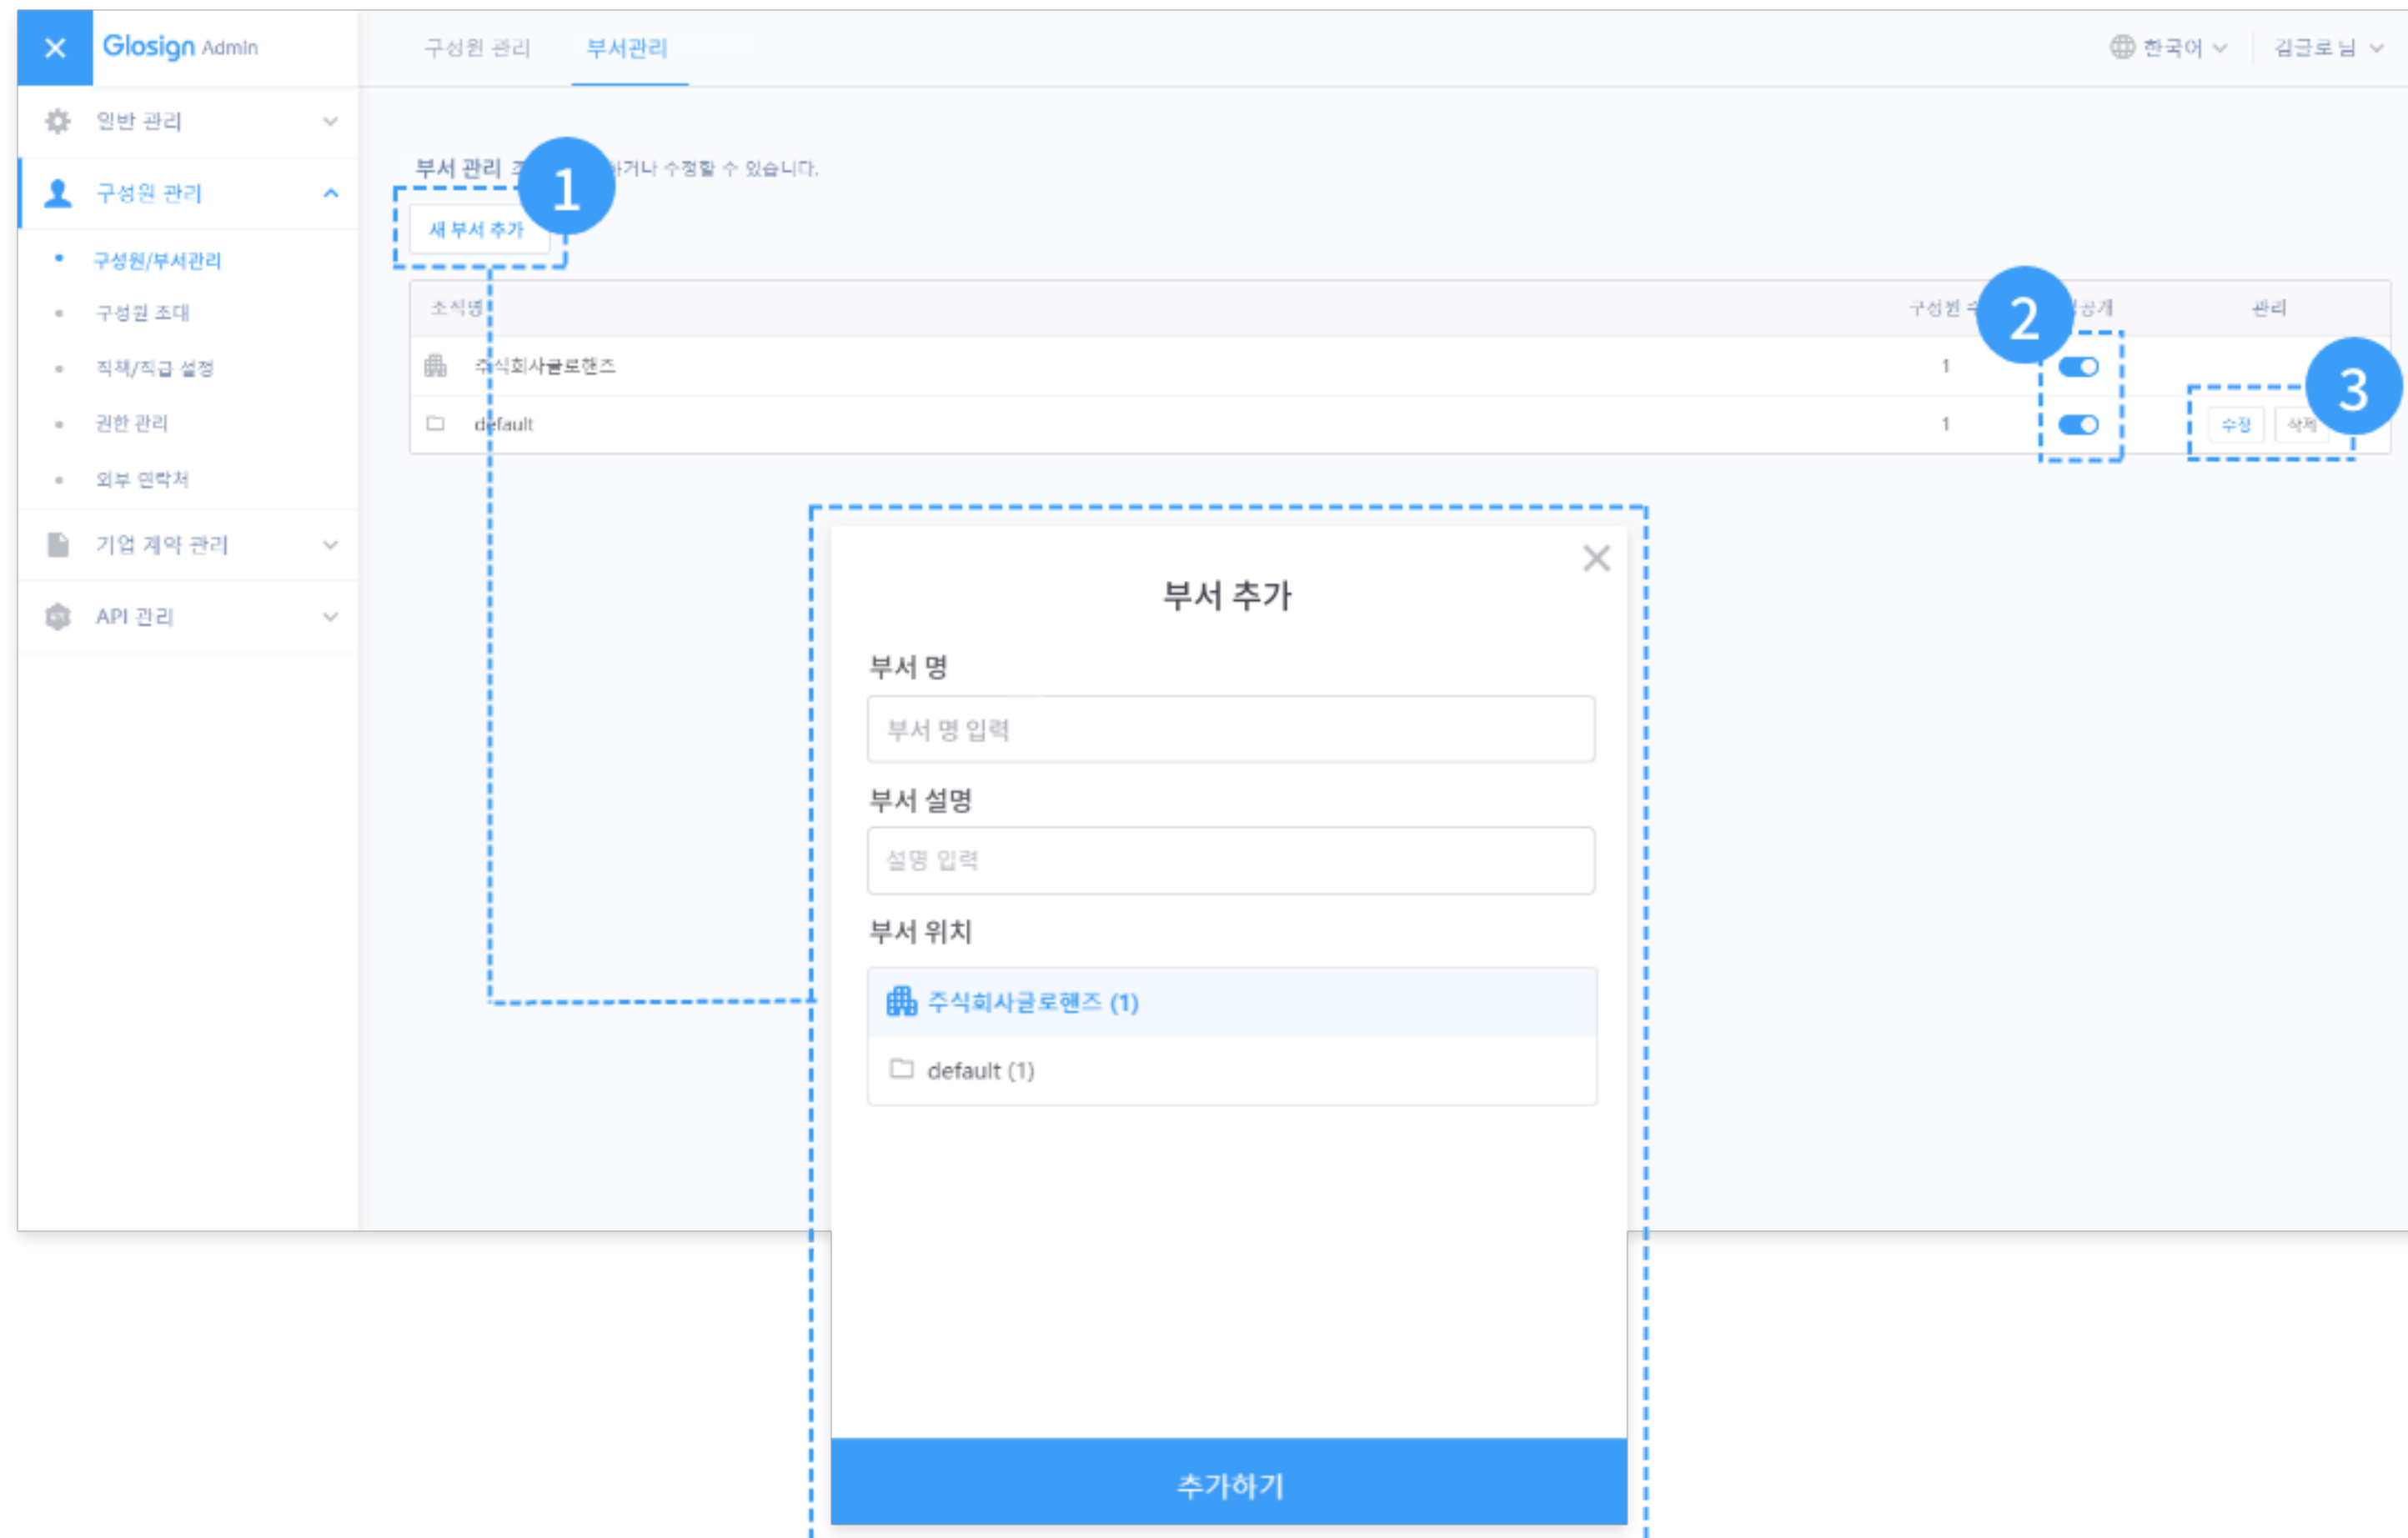 Glosign Admin
구성원 관리 부서관리
한국어 김글로 님
일반 관리
구성원 관리
구성원/부서관리
구성원 초대
직책/직급 설정
권한 관리
외부 연락처
기업 계약 관리
API 관리
부서 관리 하거나 수정할 수 있습니다.
1
새 부서 추가
조직명 구성원 수 공개 관리
2
주식회사글로핸즈 1
3
default 1 수정 삭제
부서 추가
부서 명
부서 명 입력
부서 설명
설명 입력
부서 위치
주식회사글로핸즈 (1)
default (1)
추가하기